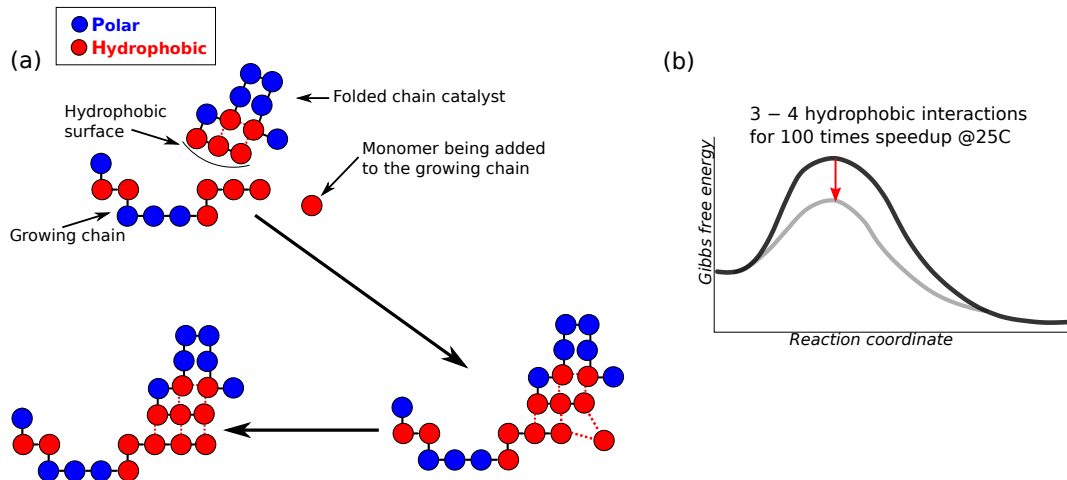 Polar
Hydrophobic
(a)
Folded chain catalyst
Hydrophobic
surface
Monomer being added
to the growing chain
Growing chain
(b)
3 − 4 hydrophobic interactions
for 100 times speedup @25C
Gibbs free energy
Reaction coordinate